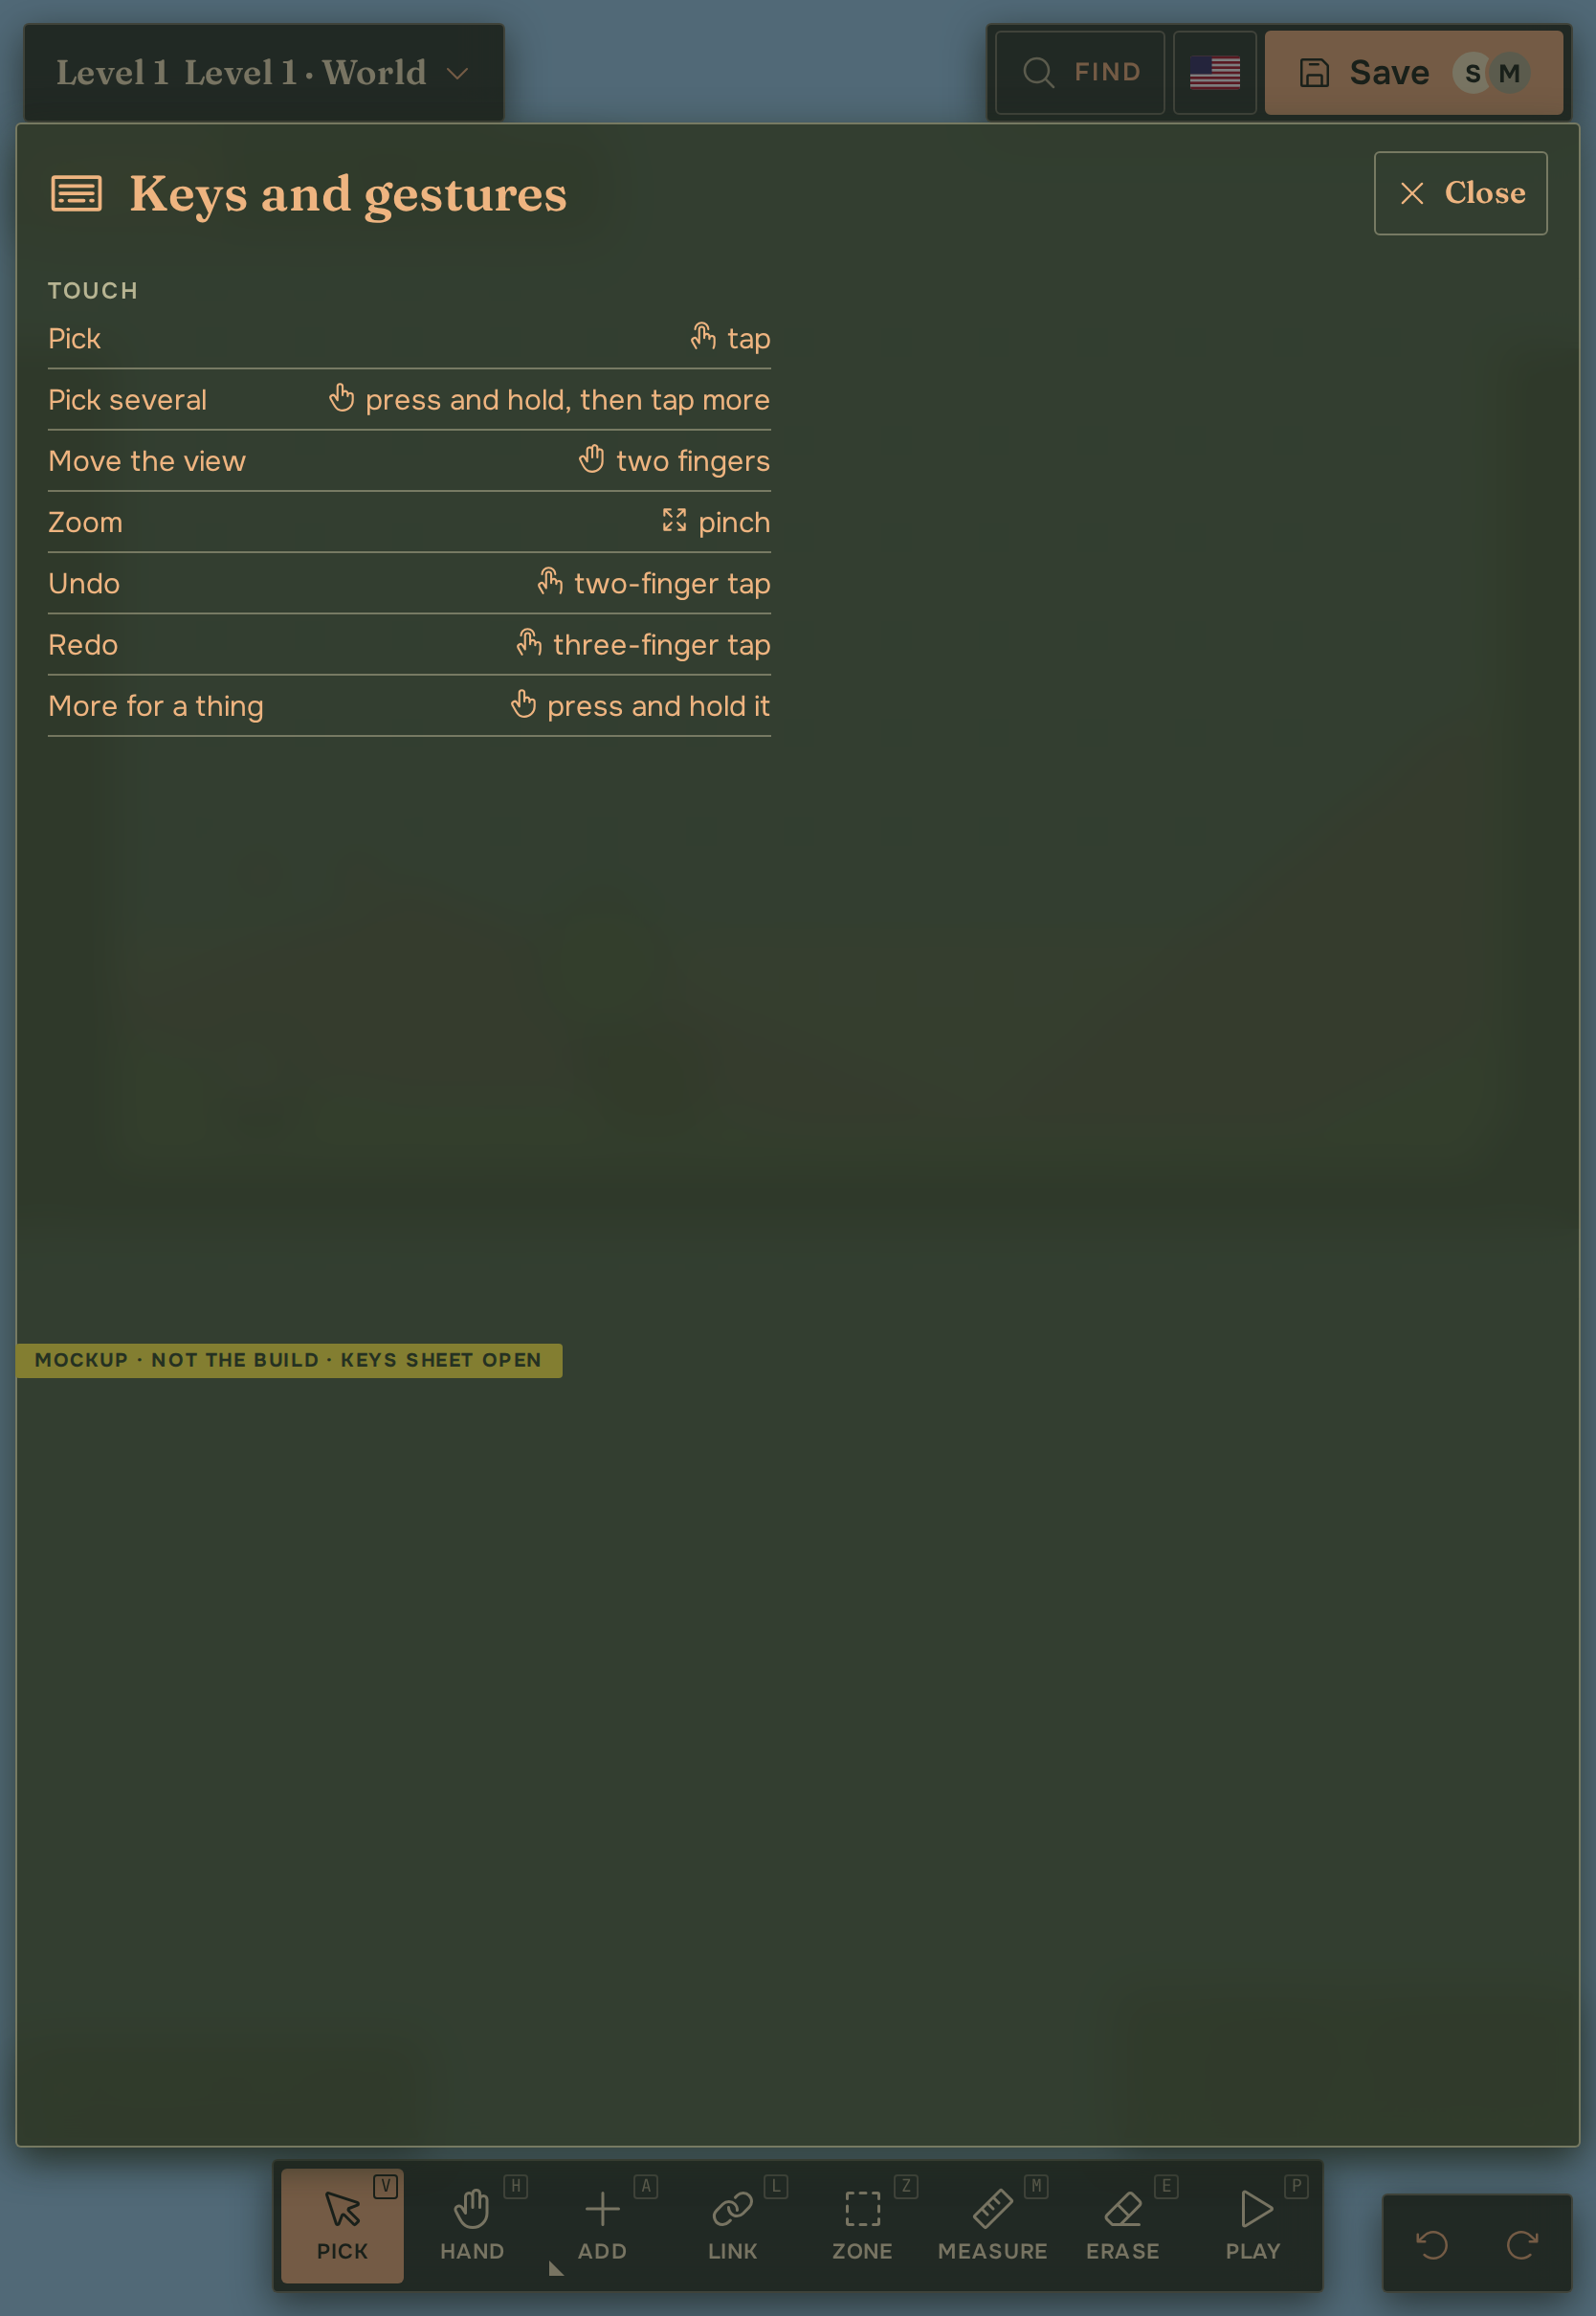 Level 1 Level 1 · World
FIND
Save S M
Keys and gestures
Close
TOUCH
Pick tap
Pick several press and hold, then tap more
Move the view two fingers
Zoom pinch
Undo two-finger tap
Redo three-finger tap
More for a thing press and hold it
MOCKUP · NOT THE BUILD · KEYS SHEET OPEN
V H A L Z M E P
PICK HAND ADD LINK ZONE MEASURE ERASE PLAY